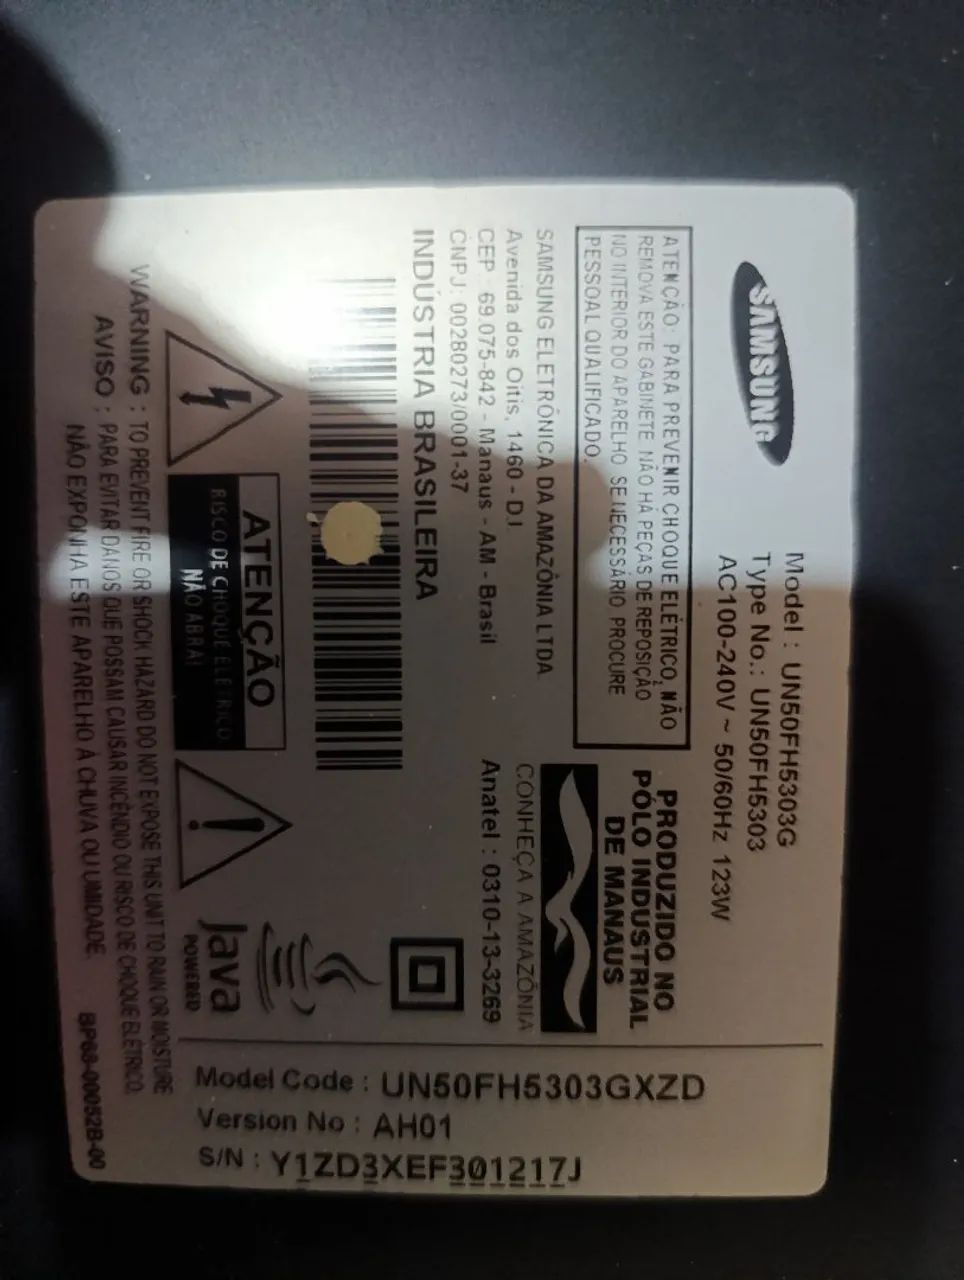 SAMSUNG
Model : UN50FH5303G
Type No.: UN50FH5303
AC100-240V ~ 50/60Hz 123W
ATENÇÃO: PARA PREVENIR CHOQUE ELÉTRICO, NÃO
REMOVA ESTE GABINETE. NÃO HÁ PEÇAS DE REPOSIÇÃO
NO INTERIOR DO APARELHO. SE NECESSÁRIO PROCURE
PESSOAL QUALIFICADO.
PRODUZIDO NO
PÓLO INDUSTRIAL
DE MANAUS
CONHEÇA A AMAZÔNIA
SAMSUNG ELETRÔNICA DA AMAZÔNIA LTDA
Avenida dos Oitis, 1460 - D.I.
CEP : 69.075-842 - Manaus - AM - Brasil
CNPJ: 00280273/0001-37
Anatel : 0310-13-3269
INDÚSTRIA BRASILEIRA
ATENÇÃO
RISCO DE CHOQUE ELÉTRICO
NÃO ABRA!
Java
POWERED
WARNING : TO PREVENT FIRE OR SHOCK HAZARD DO NOT EXPOSE THIS UNIT TO RAIN OR MOISTURE
AVISO : PARA EVITAR DANOS QUE POSSAM CAUSAR INCÊNDIO OU RISCO DE CHOQUE ELÉTRICO,
NÃO EXPONHA ESTE APARELHO À CHUVA OU UMIDADE.
BP68-00052B-00
Model Code : UN50FH5303GXZD
Version No : AH01
S/N : Y1ZD3XEF301217J